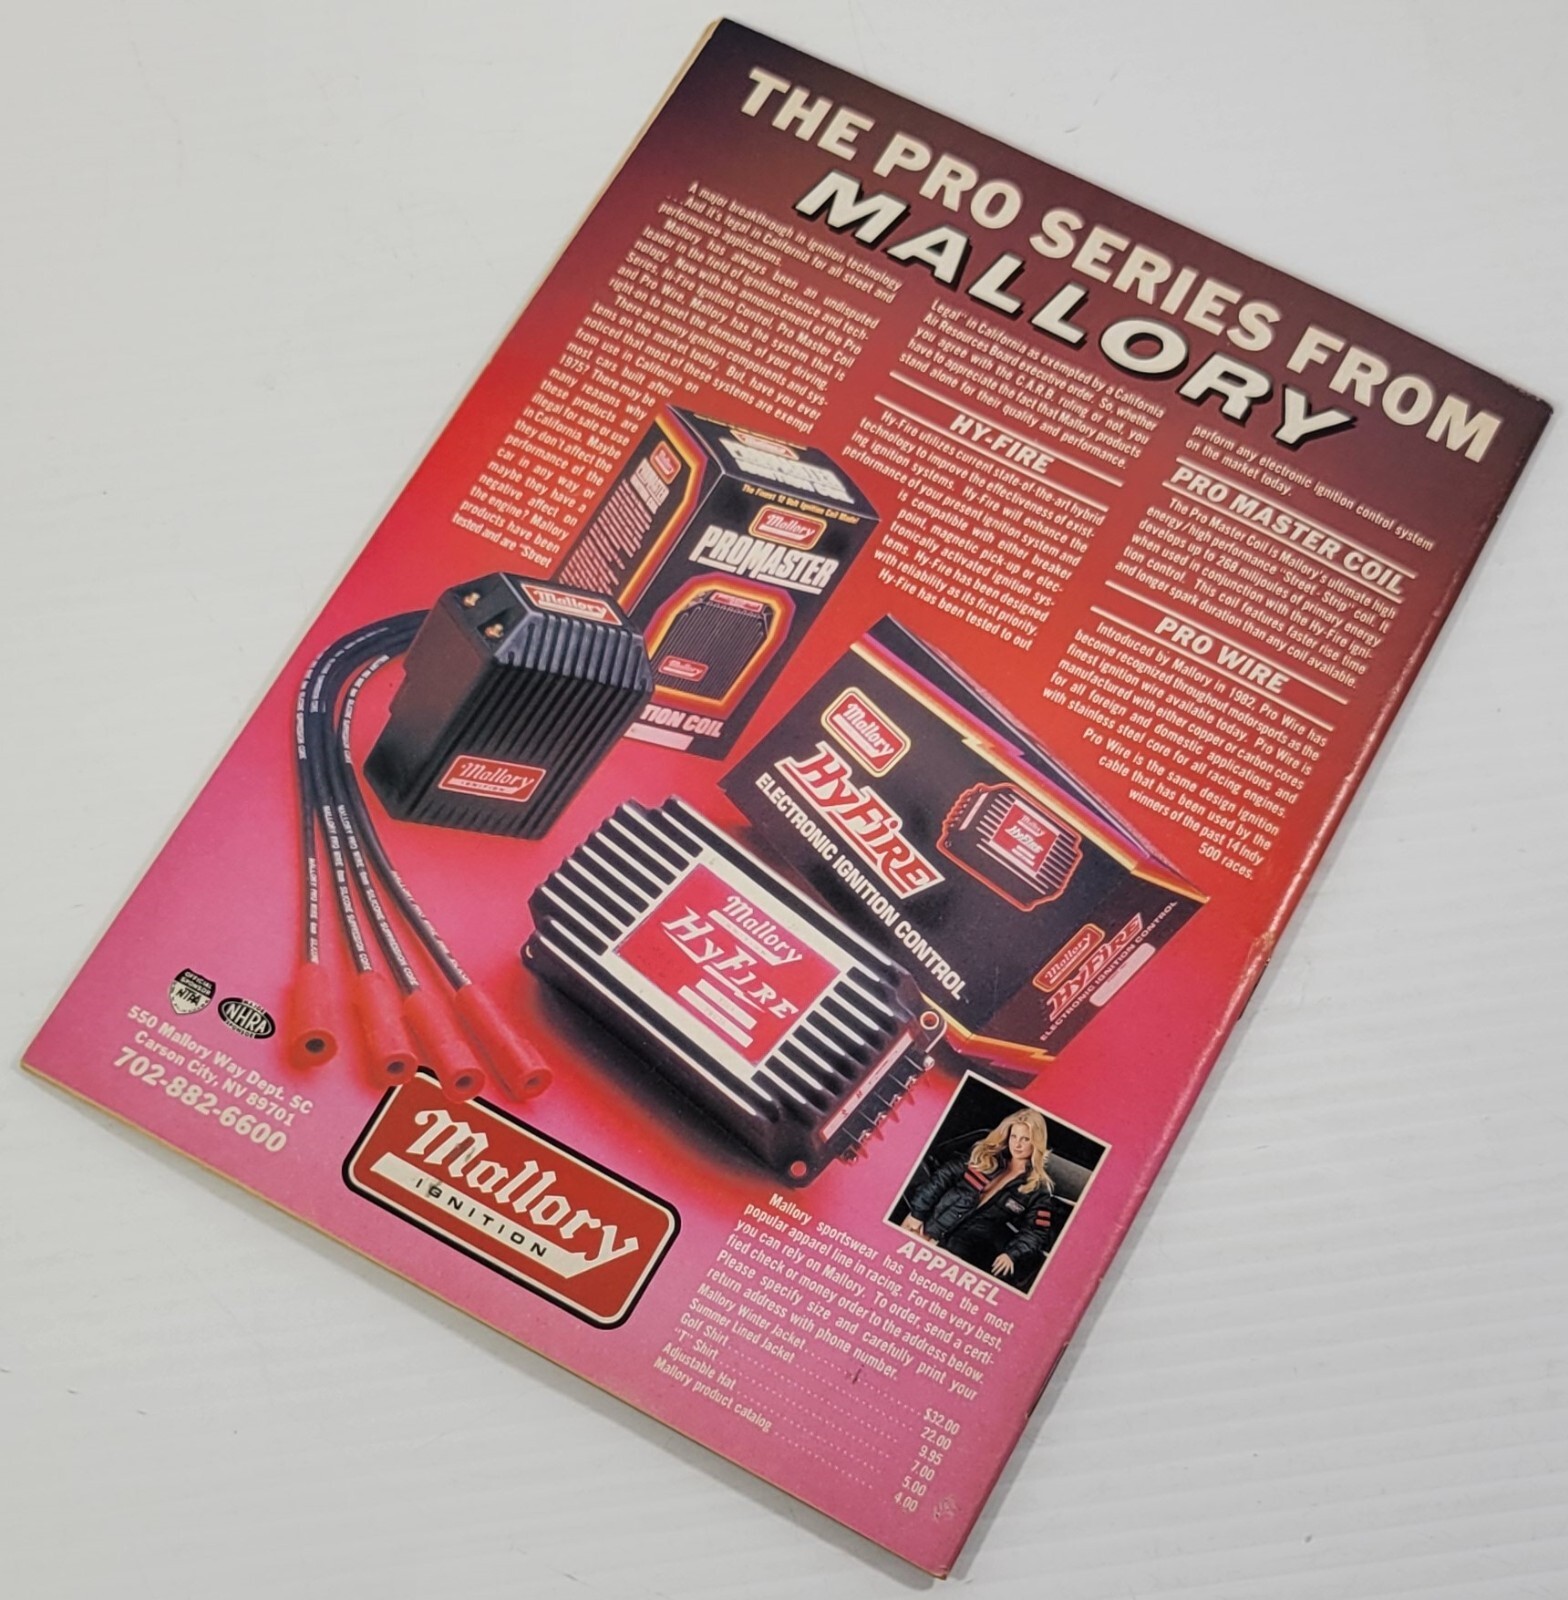 THE PRO SERIES FROM
MALLORY
A major breakthrough in ignition technology
. . . And it's legal in California for all street and
performance applications.
Mallory has always been an undisputed
leader in the field of ignition science and tech-
nology. Now with the announcement of the Pro
Series, Hi-Fire Ignition Control, Pro Master Coil
and Pro Wire, Mallory has the system that is
right on to meet the demands of your driving.
There are many ignition components and sys-
tems on the market today. But, have you ever
noticed that most of these systems are exempt
from use in California on
most cars built after
1975? There may be
many reasons why
these products are
illegal for sale or use
in California. Maybe
they don't effect the
performance of the
car in any way or
maybe they have a
negative effect on
the engine? Mallory
products have been
tested and are "Street
Legal" in California as exempted by a California
Air Resources Board executive order. So, whether
you agree with the C.A.R.B. ruling, or not, you
have to appreciate the fact that Mallory products
stand alone for their quality and performance.
HY-FIRE
Hy-Fire utilizes current state-of-the-art hybrid
technology to improve the effectiveness of exist-
ing ignition systems. Hy-Fire will enhance the
performance of your present ignition system and
is compatible with either breaker
point, magnetic pick-up or elec-
tronically activated ignition sys-
tems. Hy-Fire has been designed
with reliability as its first priority.
Hy-Fire has been tested to out
perform any electronic ignition control system
on the market today.
PRO MASTER COIL
The Pro Master Coil is Mallory's ultimate high
energy/high performance "Street - Strip" Coil. It
develops up to 268 millijoules of primary energy
when used in conjunction with the Hy-Fire igni-
tion control. This coil features faster rise time
and longer spark duration than any coil available.
PRO WIRE
Introduced by Mallory in 1982, Pro Wire has
become recognized throughout motorsports as the
finest ignition wire available today. Pro Wire is
manufactured with either copper or carbon cores
for all foreign and domestic applications and
with stainless steel core for all racing engines.
Pro Wire is the same design ignition
cable that has been used by the
winners of the past 14 Indy
500 races.
The Finest 12 Volt Ignition Coil Made!
Mallory
PROMASTER
Mallory
TION COIL
Mallory
Mallory
Mallory
HyFire
ELECTRONIC IGNITION CONTROL
Mallory
HyFire
ELECTRONIC IGNITION CONTROL
Mallory
HyFire
NHRA
550 Mallory Way Dept. SC
Carson City, NV 89701
702-882-6600
Mallory
IGNITION
APPAREL
Mallory sportswear has become the most
popular apparel line in racing. For the very best,
you can rely on Mallory. To order, send a certi-
fied check or money order to the address below.
Please specify size and carefully print your
return address with phone number.
Mallory Winter Jacket . . . . . . . . . . . $32.00
Summer Lined Jacket . . . . . . . . . . . 22.00
Golf Shirt . . . . . . . . . . . 9.95
"T" Shirt . . . . . . . . . . . 7.00
Adjustable Hat . . . . . . . . . . . 5.00
Mallory product catalog . . . . . . . . . . . 4.00